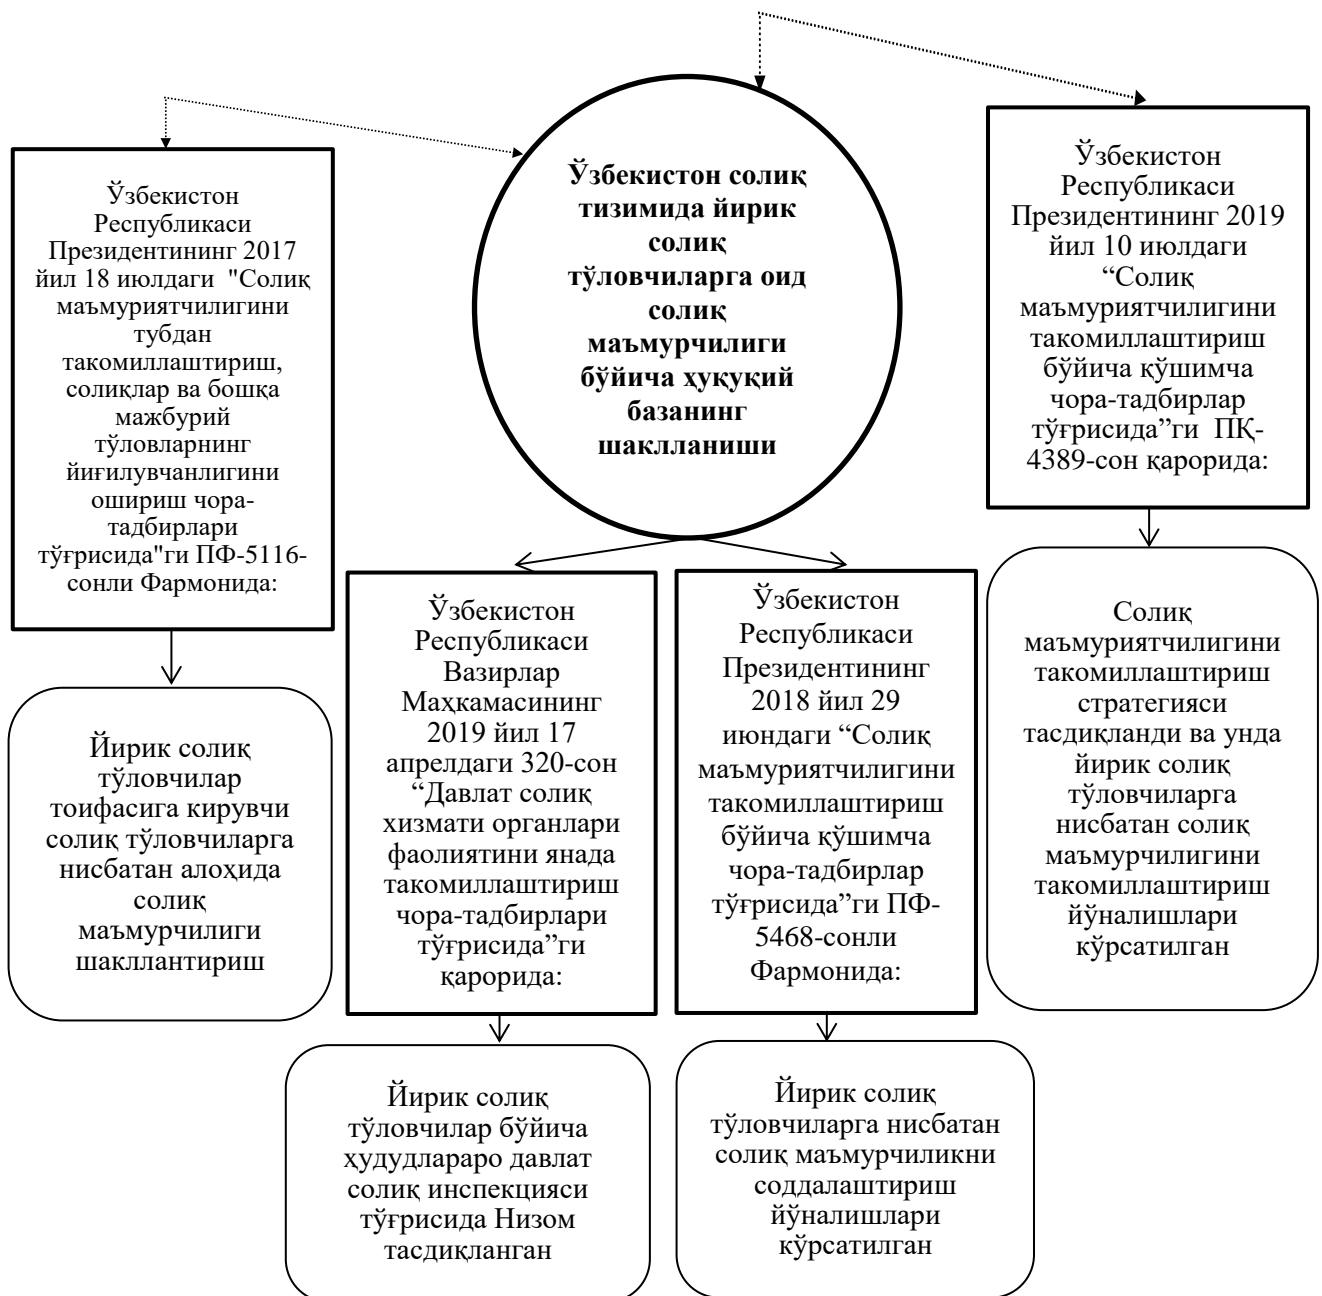 Ўзбекистон солиқ
тизимида йирик
солиқ
тўловчиларга оид
солиқ
маъмурчилиги
бўйича ҳуқуқий
базанинг
шаклланиши
Ўзбекистон
Республикаси
Президентининг 2017
йил 18 июлдаги "Солиқ
маъмуриятчилигини
тубдан
такомиллаштириш,
солиқлар ва бошқа
мажбурий
тўловларнинг
йиғилувчанлигини
ошириш чора-
тадбирлари
тўғрисида"ги ПФ-5116-
сонли Фармонида:
Йирик солиқ
тўловчилар
тоифасига кирувчи
солиқ тўловчиларга
нисбатан алоҳида
солиқ
маъмурчилиги
шакллантириш
Ўзбекистон
Республикаси
Вазирлар
Маҳкамасининг
2019 йил 17
апрелдаги 320-сон
“Давлат солиқ
хизмати органлари
фаолиятини янада
такомиллаштириш
чора-тадбирлари
тўғрисида”ги
қарорида:
Йирик солиқ
тўловчилар бўйича
ҳудудлараро давлат
солиқ инспекцияси
тўғрисида Низом
тасдиқланган
Ўзбекистон
Республикаси
Президентининг
2018 йил 29
июндаги “Солиқ
маъмуриятчилигини
такомиллаштириш
бўйича қўшимча
чора-тадбирлар
тўғрисида”ги ПФ-
5468-сонли
Фармонида:
Йирик солиқ
тўловчиларга нисбатан
солиқ маъмурчиликни
соддалаштириш
йўналишлари
кўрсатилган
Ўзбекистон
Республикаси
Президентининг 2019
йил 10 июлдаги
“Солиқ
маъмуриятчилигини
такомиллаштириш
бўйича қўшимча
чора-тадбирлар
тўғрисида”ги ПҚ-
4389-сон қарорида:
Солиқ
маъмуриятчилигини
такомиллаштириш
стратегияси
тасдиқланди ва унда
йирик солиқ
тўловчиларга
нисбатан солиқ
маъмурчилигини
такомиллаштириш
йўналишлари
кўрсатилган